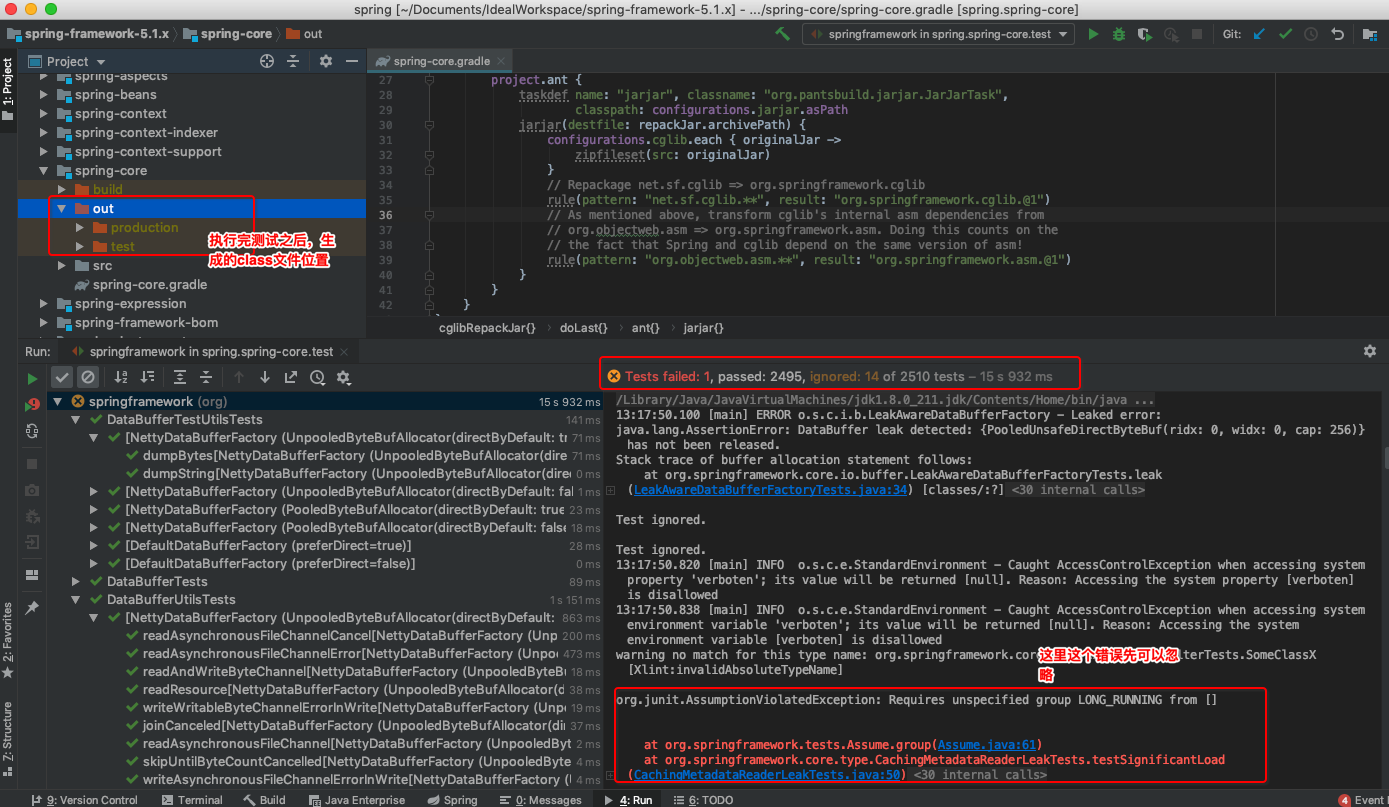 spring [~/Documents/IdealWorkspace/spring-framework-5.1.x] - .../spring-core/spring-core.gradle [spring.spring-core]
spring-framework-5.1.x
spring-core
out
springframework in spring.spring-core.test
Git:
1: Project
Project
spring-aspects
spring-beans
spring-context
spring-context-indexer
spring-context-support
spring-core
build
out
production
test
src
spring-core.gradle
spring-expression
spring-framework-bom
执行完测试之后，生
成的class文件位置
spring-core.gradle
27 project.ant {
28 taskdef name: "jarjar", classname: "org.pantsbuild.jarjar.JarJarTask",
29 classpath: configurations.jarjar.asPath
30 jarjar(destfile: repackJar.archivePath) {
31 configurations.cglib.each { originalJar ->
32 zipfileset(src: originalJar)
33 }
34 // Repackage net.sf.cglib => org.springframework.cglib
35 rule(pattern: "net.sf.cglib.**", result: "org.springframework.cglib.@1")
36 // As mentioned above, transform cglib's internal asm dependencies from
37 // org.objectweb.asm => org.springframework.asm. Doing this counts on the
38 // the fact that Spring and cglib depend on the same version of asm!
39 rule(pattern: "org.objectweb.asm.**", result: "org.springframework.asm.@1")
40 }
41 }
42 }
cglibRepackJar{} › doLast{} › ant{} › jarjar{}
Run:
springframework in spring.spring-core.test
Tests failed: 1, passed: 2495, ignored: 14 of 2510 tests – 15 s 932 ms
springframework (org) 15 s 932 ms
DataBufferTestUtilsTests 141 ms
[NettyDataBufferFactory (UnpooledByteBufAllocator(directByDefault: tr 71 ms
dumpBytes[NettyDataBufferFactory (UnpooledByteBufAllocator(dire 71 ms
dumpString[NettyDataBufferFactory (UnpooledByteBufAllocator(dire 0 ms
[NettyDataBufferFactory (UnpooledByteBufAllocator(directByDefault: fal 1 ms
[NettyDataBufferFactory (PooledByteBufAllocator(directByDefault: true 23 ms
[NettyDataBufferFactory (PooledByteBufAllocator(directByDefault: false 18 ms
[DefaultDataBufferFactory (preferDirect=true)] 28 ms
[DefaultDataBufferFactory (preferDirect=false)] 0 ms
DataBufferTests 89 ms
DataBufferUtilsTests 1 s 151 ms
[NettyDataBufferFactory (UnpooledByteBufAllocator(directByDefault: 863 ms
readAsynchronousFileChannelCancel[NettyDataBufferFactory (Unp 200 ms
readAsynchronousFileChannelError[NettyDataBufferFactory (Unpo 473 ms
readAndWriteByteChannel[NettyDataBufferFactory (UnpooledByteB 34 ms
readResource[NettyDataBufferFactory (UnpooledByteBufAllocator(d 38 ms
writeWritableByteChannelErrorInWrite[NettyDataBufferFactory (Un 19 ms
joinCanceled[NettyDataBufferFactory (UnpooledByteBufAllocator(di 37 ms
readAsynchronousFileChannel[NettyDataBufferFactory (UnpooledByt 2 ms
skipUntilByteCountCancelled[NettyDataBufferFactory (UnpooledByte 4 ms
writeAsynchronousFileChannelErrorInWrite[NettyDataBufferFactory ( 4 ms
/Library/Java/JavaVirtualMachines/jdk1.8.0_211.jdk/Contents/Home/bin/java ...
13:17:50.100 [main] ERROR o.s.c.i.b.LeakAwareDataBufferFactory - Leaked error:
java.lang.AssertionError: DataBuffer leak detected: {PooledUnsafeDirectByteBuf(ridx: 0, widx: 0, cap: 256)}
has not been released.
Stack trace of buffer allocation statement follows:
at org.springframework.core.io.buffer.LeakAwareDataBufferFactoryTests.leak
(LeakAwareDataBufferFactoryTests.java:34) [classes/:?] <30 internal calls>
Test ignored.
Test ignored.
13:17:50.820 [main] INFO o.s.c.e.StandardEnvironment - Caught AccessControlException when accessing system
property 'verboten'; its value will be returned [null]. Reason: Accessing the system property [verboten]
is disallowed
13:17:50.838 [main] INFO o.s.c.e.StandardEnvironment - Caught AccessControlException when accessing system
environment variable 'verboten'; its value will be returned [null]. Reason: Accessing the system
environment variable [verboten] is disallowed
warning no match for this type name: org.springframework.cor lterTests.SomeClassX
[Xlint:invalidAbsoluteTypeName]
这里这个错误先可以忽
略
org.junit.AssumptionViolatedException: Requires unspecified group LONG_RUNNING from []
at org.springframework.tests.Assume.group(Assume.java:61)
at org.springframework.core.type.CachingMetadataReaderLeakTests.testSignificantLoad
(CachingMetadataReaderLeakTests.java:50) <30 internal calls>
2: Favorites
7: Structure
9: Version Control
Terminal
Build
Java Enterprise
Spring
0: Messages
4: Run
6: TODO
4 Event